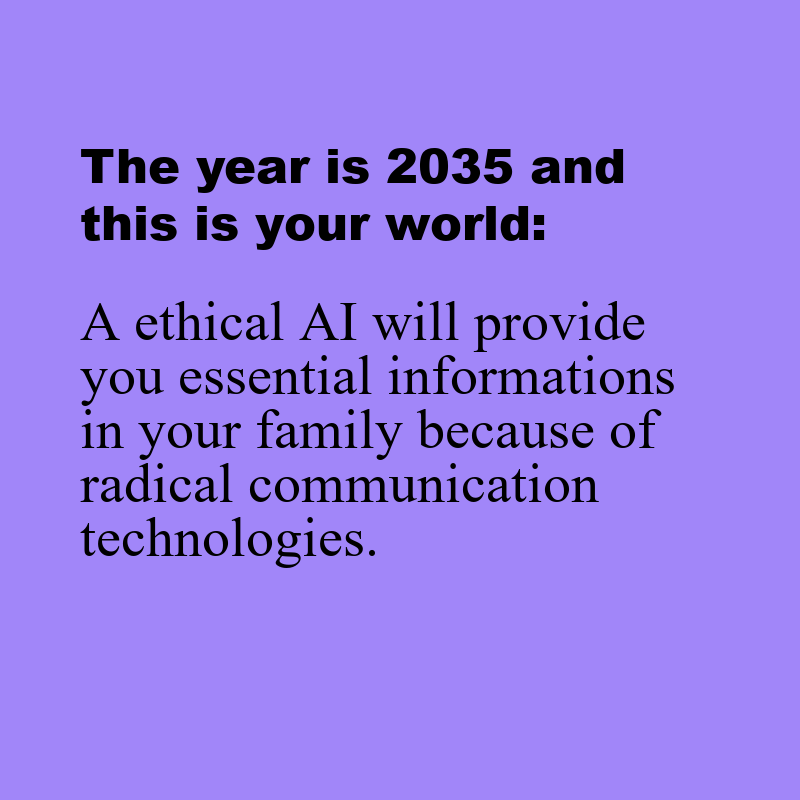 The year is 2035 and
this is your world:
A ethical AI will provide
you essential informations
in your family because of
radical communication
technologies.